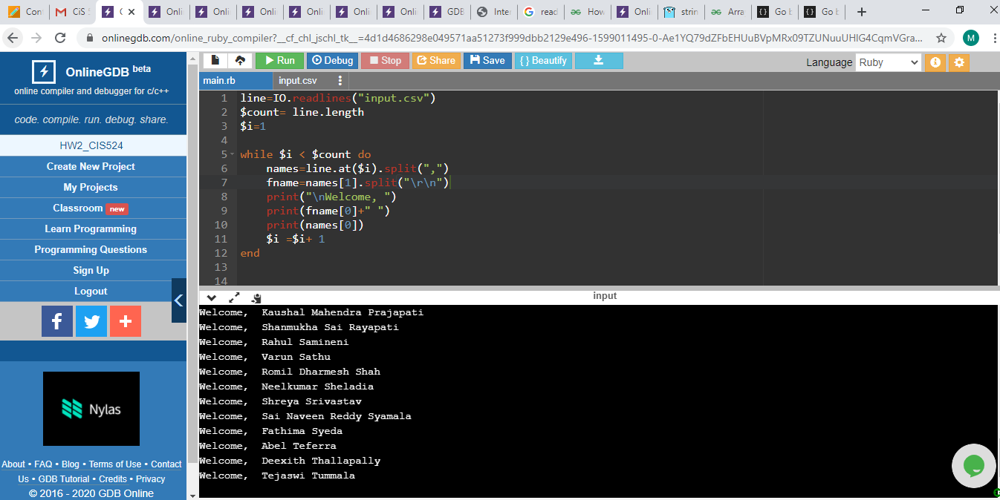 Con
CiS
Onli
Onli
Onli
Onli
Onli
Onli
GDB
Inte
read
How
Onli
strin
Arra
Go b
Go b
onlinegdb.com/online_ruby_compiler?__cf_chl_jschl_tk__=4d1d4686298e049571aa51273f999dbb2129e496-1599011495-0-Ae1YQ79dZFbEHUuBVpMRx09TZUNuuUHIG4CqmVGra...
M
OnlineGDB beta
online compiler and debugger for c/c++
code. compile. run. debug. share.
HW2_CIS524
Create New Project
My Projects
Classroom new
Learn Programming
Programming Questions
Sign Up
Logout
Nylas
About • FAQ • Blog • Terms of Use • Contact
Us • GDB Tutorial • Credits • Privacy
© 2016 - 2020 GDB Online
Run Debug Stop Share Save { } Beautify
Language Ruby
main.rb input.csv
1 line=IO.readlines("input.csv")
2 $count= line.length
3 $i=1
4
5 while $i < $count do
6 names=line.at($i).split(",")
7 fname=names[1].split("\r\n")
8 print("\nWelcome, ")
9 print(fname[0]+" ")
10 print(names[0])
11 $i =$i+ 1
12 end
13
14
input
Welcome,  Kaushal Mahendra Prajapati
Welcome,  Shanmukha Sai Rayapati
Welcome,  Rahul Samineni
Welcome,  Varun Sathu
Welcome,  Romil Dharmesh Shah
Welcome,  Neelkumar Sheladia
Welcome,  Shreya Srivastav
Welcome,  Sai Naveen Reddy Syamala
Welcome,  Fathima Syeda
Welcome,  Abel Teferra
Welcome,  Deexith Thallapally
Welcome,  Tejaswi Tummala